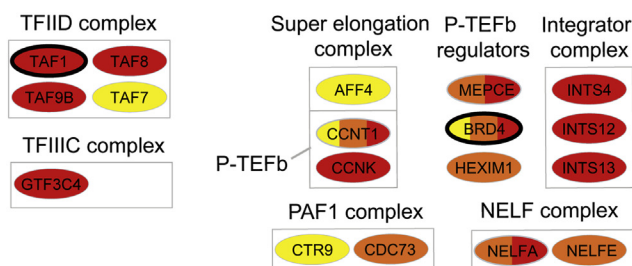 TFIID complex
TAF1 TAF8
TAF9B TAF7
TFIIIC complex
GTF3C4
Super elongation
complex
AFF4
CCNT1
P-TEFb
CCNK
P-TEFb
regulators
MEPCE
BRD4
HEXIM1
Integrator
complex
INTS4
INTS12
INTS13
PAF1 complex
CTR9 CDC73
NELF complex
NELFA NELFE